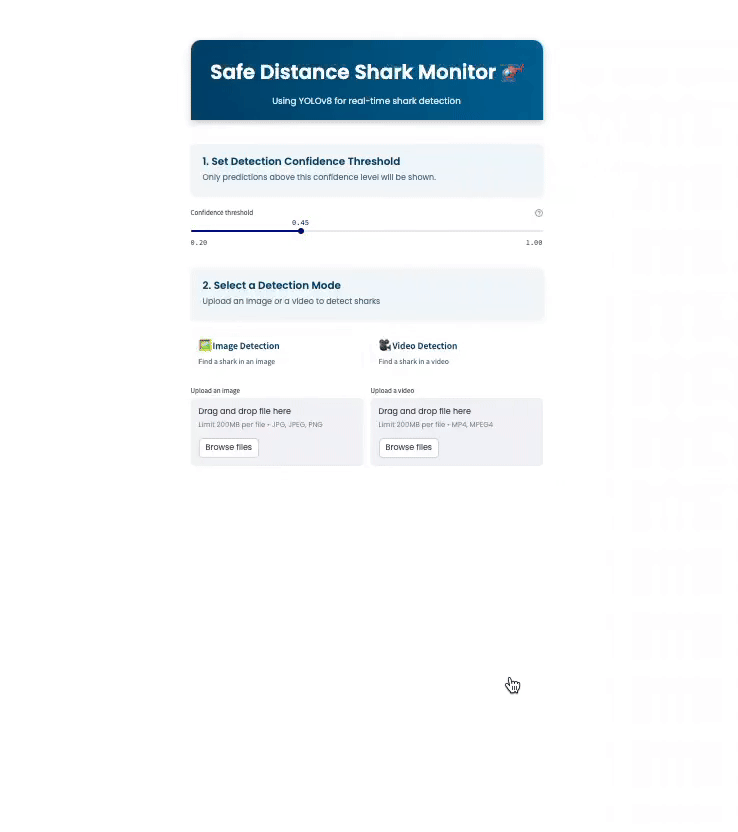 Safe Distance Shark Monitor 🚁
Using YOLOv8 for real-time shark detection
1. Set Detection Confidence Threshold
Only predictions above this confidence level will be shown.
Confidence threshold
0.45
0.20 1.00
2. Select a Detection Mode
Upload an image or a video to detect sharks
🖼️Image Detection
Find a shark in an image
🎥Video Detection
Find a shark in a video
Upload an image
Drag and drop file here
Limit 200MB per file • JPG, JPEG, PNG
Browse files
Upload a video
Drag and drop file here
Limit 200MB per file • MP4, MPEG4
Browse files